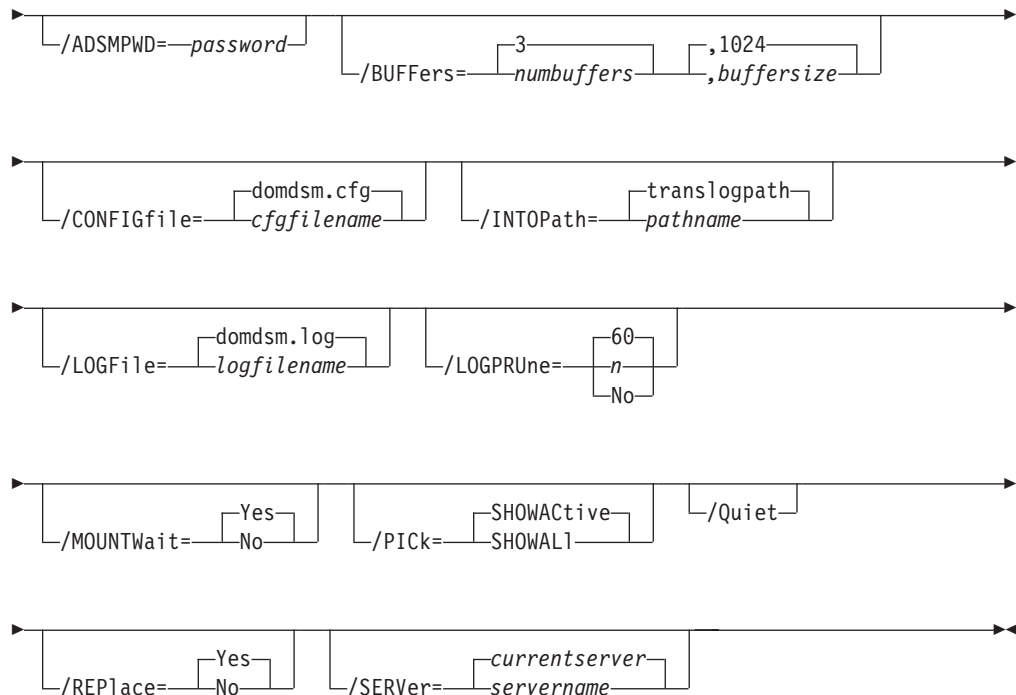 /ADSMPWD= password
3 ,1024
/BUFFers= numbuffers ,buffersize
domdsm.cfg translogpath
/CONFIGfile= cfgfilename /INTOPath= pathname
domdsm.log 60
/LOGFile= logfilename /LOGPRUne= n
No
Yes SHOWACtive /Quiet
/MOUNTWait= No /PICk= SHOWALl
Yes currentserver
/REPlace= No /SERVer= servername